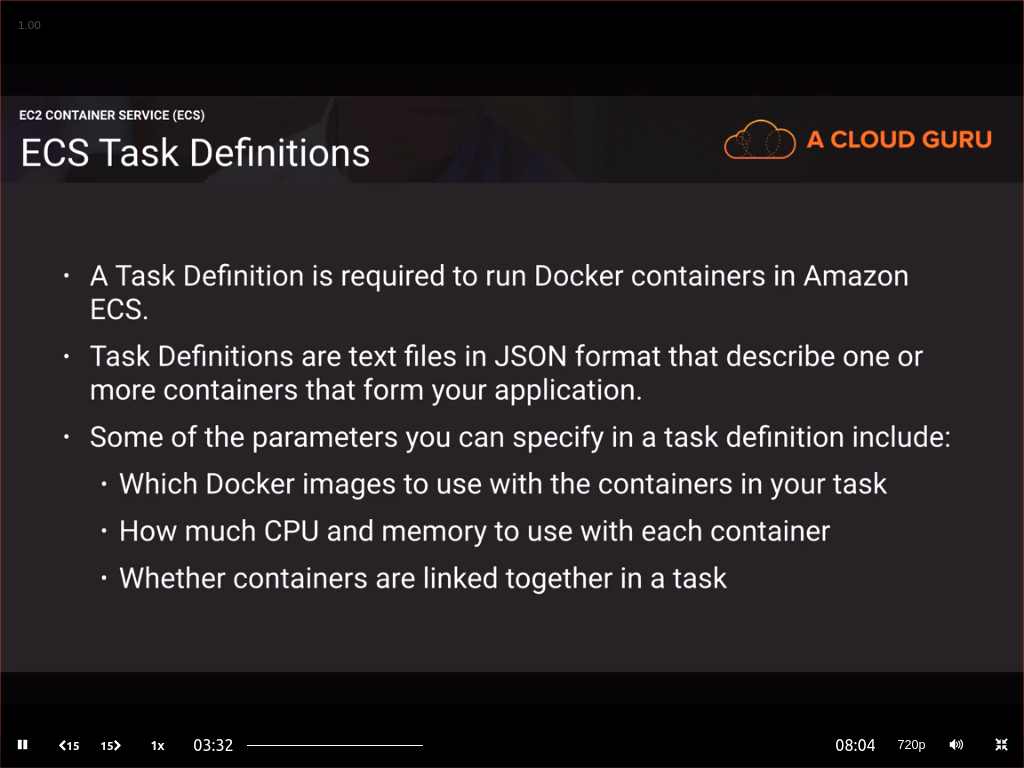 1.00
EC2 CONTAINER SERVICE (ECS)
ECS Task Definitions
A CLOUD GURU
· A Task Definition is required to run Docker containers in Amazon
ECS.
· Task Definitions are text files in JSON format that describe one or
more containers that form your application.
· Some of the parameters you can specify in a task definition include:
· Which Docker images to use with the containers in your task
· How much CPU and memory to use with each container
· Whether containers are linked together in a task
15 15 1x 03:32 08:04 720p